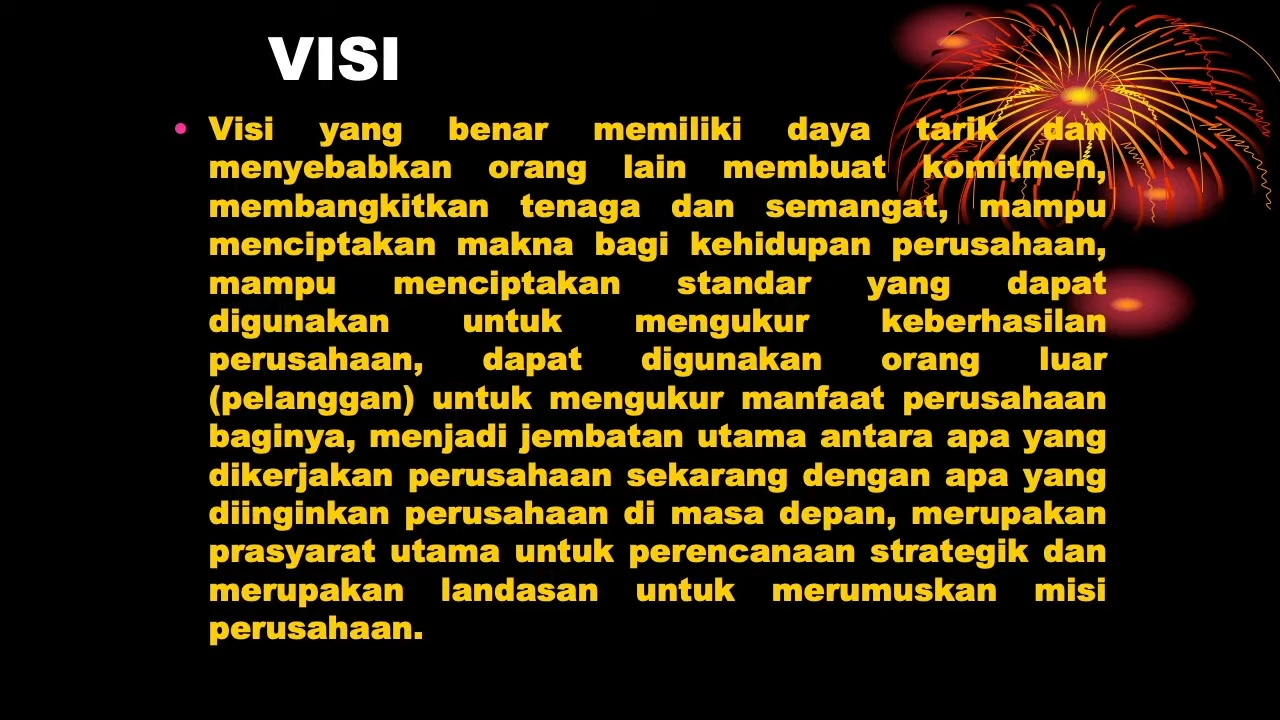 VISI
• Visi yang benar memiliki daya tarik dan
menyebabkan orang lain membuat komitmen,
membangkitkan tenaga dan semangat, mampu
menciptakan makna bagi kehidupan perusahaan,
mampu menciptakan standar yang dapat
digunakan untuk mengukur keberhasilan
perusahaan, dapat digunakan orang luar
(pelanggan) untuk mengukur manfaat perusahaan
baginya, menjadi jembatan utama antara apa yang
dikerjakan perusahaan sekarang dengan apa yang
diinginkan perusahaan di masa depan, merupakan
prasyarat utama untuk perencanaan strategik dan
merupakan landasan untuk merumuskan misi
perusahaan.